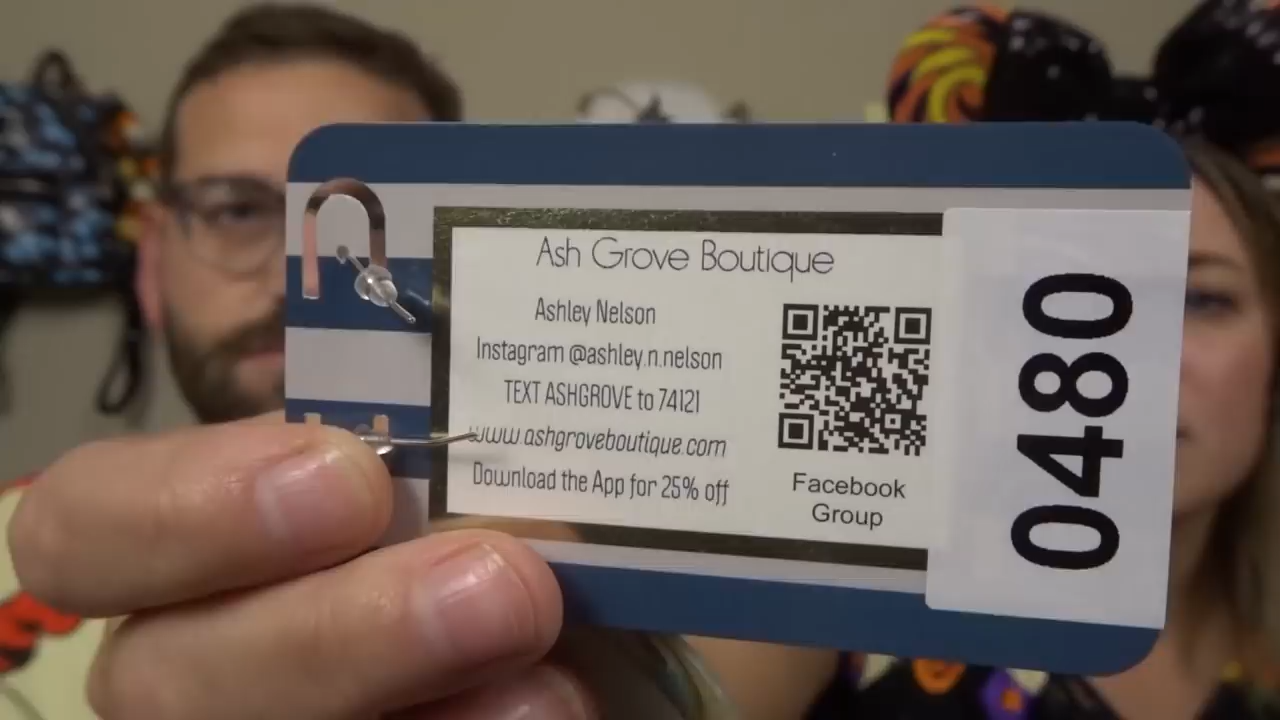 Ash Grove Boutique
Ashley Nelson
Instagram @ashley.n.nelson
TEXT ASHGROVE to 74121
www.ashgroveboutique.com
Download the App for 25% off
Facebook
Group
0480